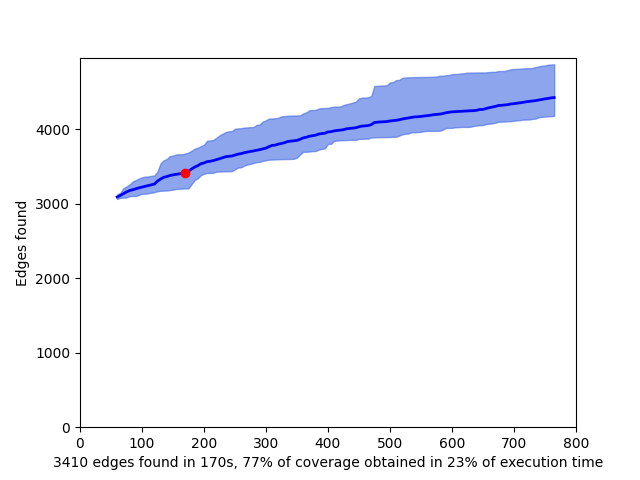 4000
3000
2000
1000
0
Edges found
0 100 200 300 400 500 600 700 800
3410 edges found in 170s, 77% of coverage obtained in 23% of execution time